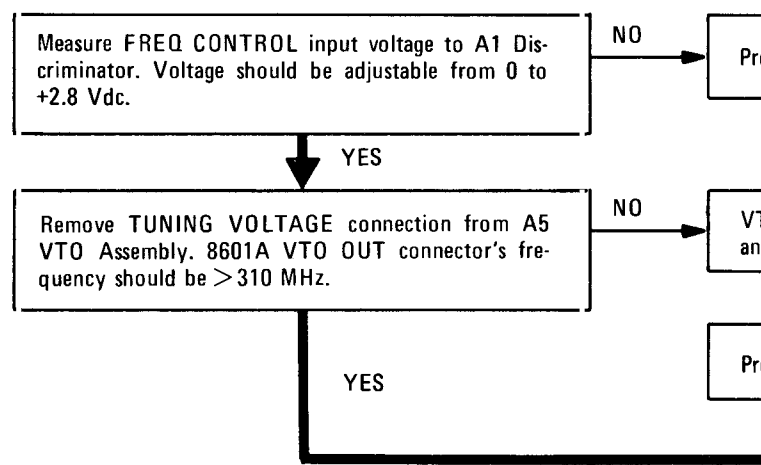 Measure FREQ CONTROL input voltage to A1 Dis-
criminator. Voltage should be adjustable from 0 to
+2.8 Vdc.
NO
YES
Remove TUNING VOLTAGE connection from A5
VTO Assembly. 8601A VTO OUT connector's fre-
quency should be >310 MHz.
NO
YES